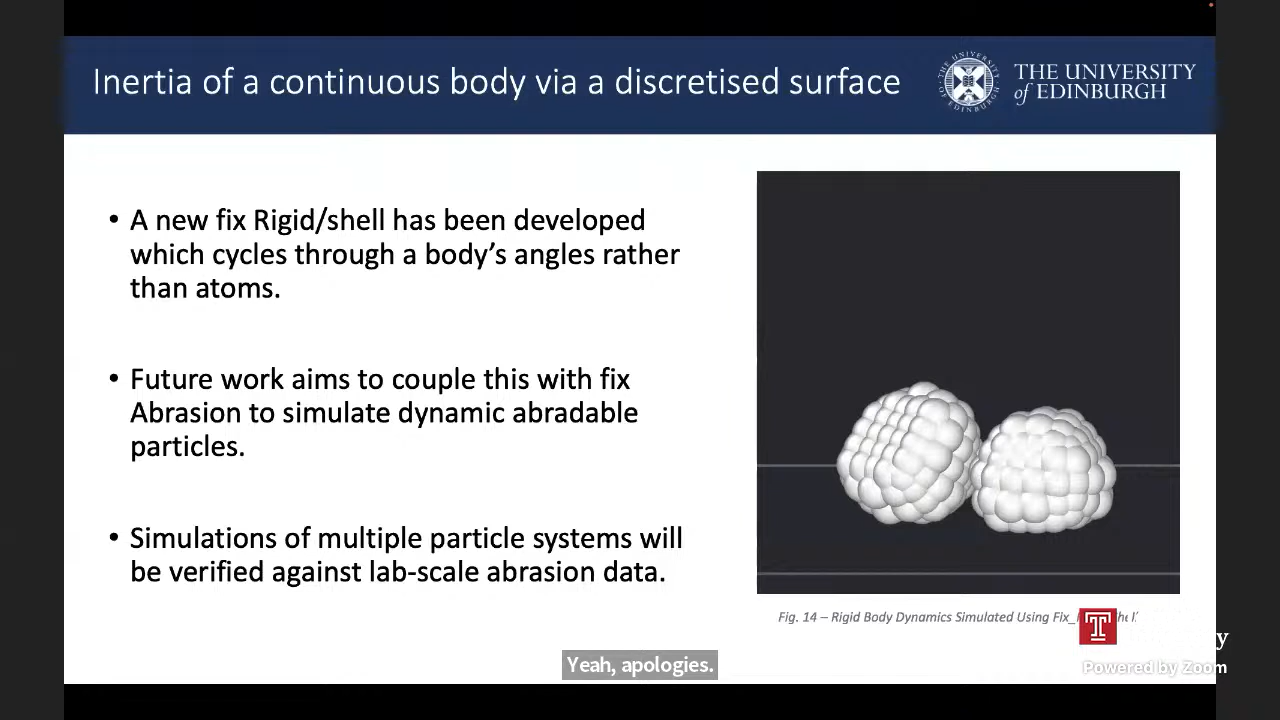 Inertia of a continuous body via a discretised surface
THE UNIVERSITY
of EDINBURGH
• A new fix Rigid/shell has been developed
which cycles through a body’s angles rather
than atoms.
• Future work aims to couple this with fix
Abrasion to simulate dynamic abradable
particles.
• Simulations of multiple particle systems will
be verified against lab-scale abrasion data.
Fig. 14 – Rigid Body Dynamics Simulated Using
Yeah, apologies.
Powered by Zoom